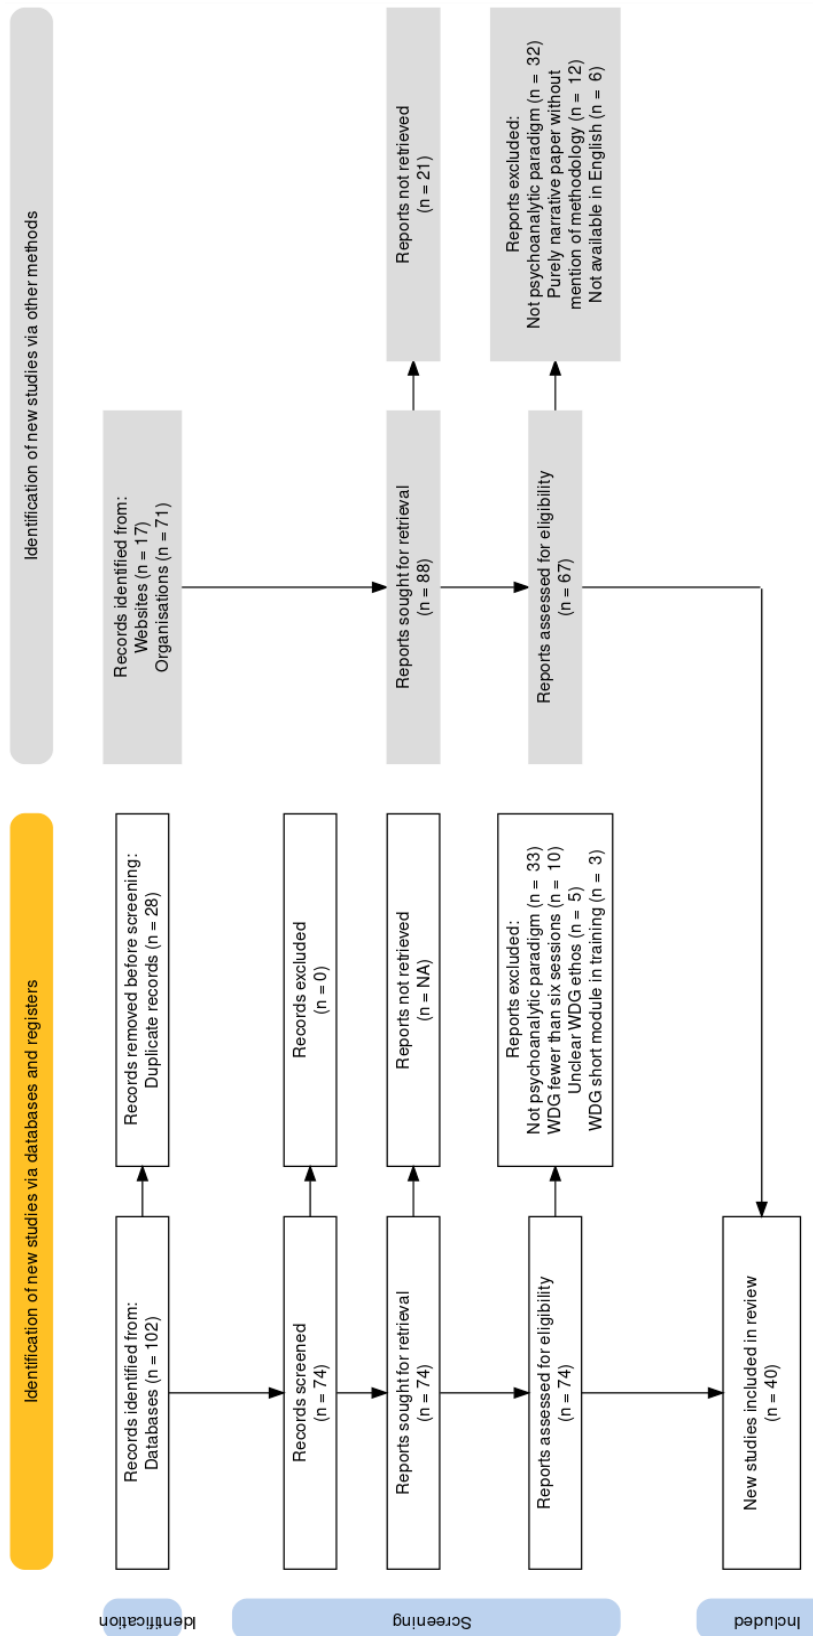 Identification of new studies via databases and registers
Identification of new studies via other methods
Identification
Records identified from:
Databases (n = 102)
Records removed before screening:
Duplicate records (n = 28)
Records identified from:
Websites (n = 17)
Organisations (n = 71)
Screening
Records screened
(n = 74)
Records excluded
(n = 0)
Reports sought for retrieval
(n = 74)
Reports not retrieved
(n = NA)
Reports sought for retrieval
(n = 88)
Reports not retrieved
(n = 21)
Reports assessed for eligibility
(n = 74)
Reports excluded:
Not psychoanalytic paradigm (n = 33)
WDG fewer than six sessions (n = 10)
Unclear WDG ethos (n = 5)
WDG short module in training (n = 3)
Reports assessed for eligibility
(n = 67)
Reports excluded:
Not psychoanalytic paradigm (n = 32)
Purely narrative paper without
mention of methodology (n = 12)
Not available in English (n = 6)
Included
New studies included in review
(n = 40)